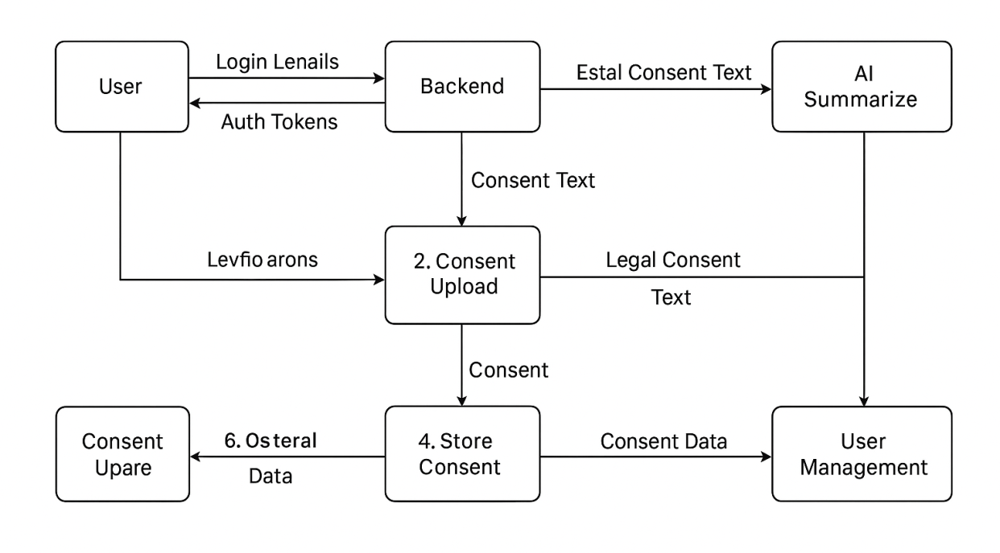 Login Lenails
User
Backend
Estal Consent Text
AI
Summarize
Auth Tokens
Consent Text
Levfio arons
2. Consent
Upload
Legal Consent
Text
Consent
Consent
Upare
6. Osteral
Data
4. Store
Consent
Consent Data
User
Management